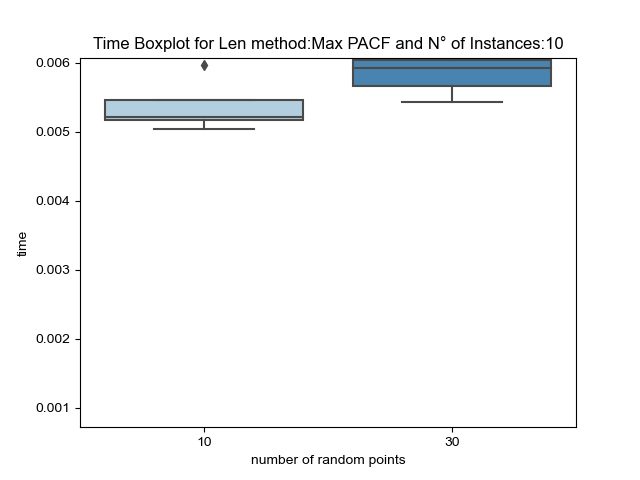 Time Boxplot for Len method:Max PACF and N° of Instances:10
0.006
0.005
0.004
0.003
0.002
0.001
time
10
30
number of random points